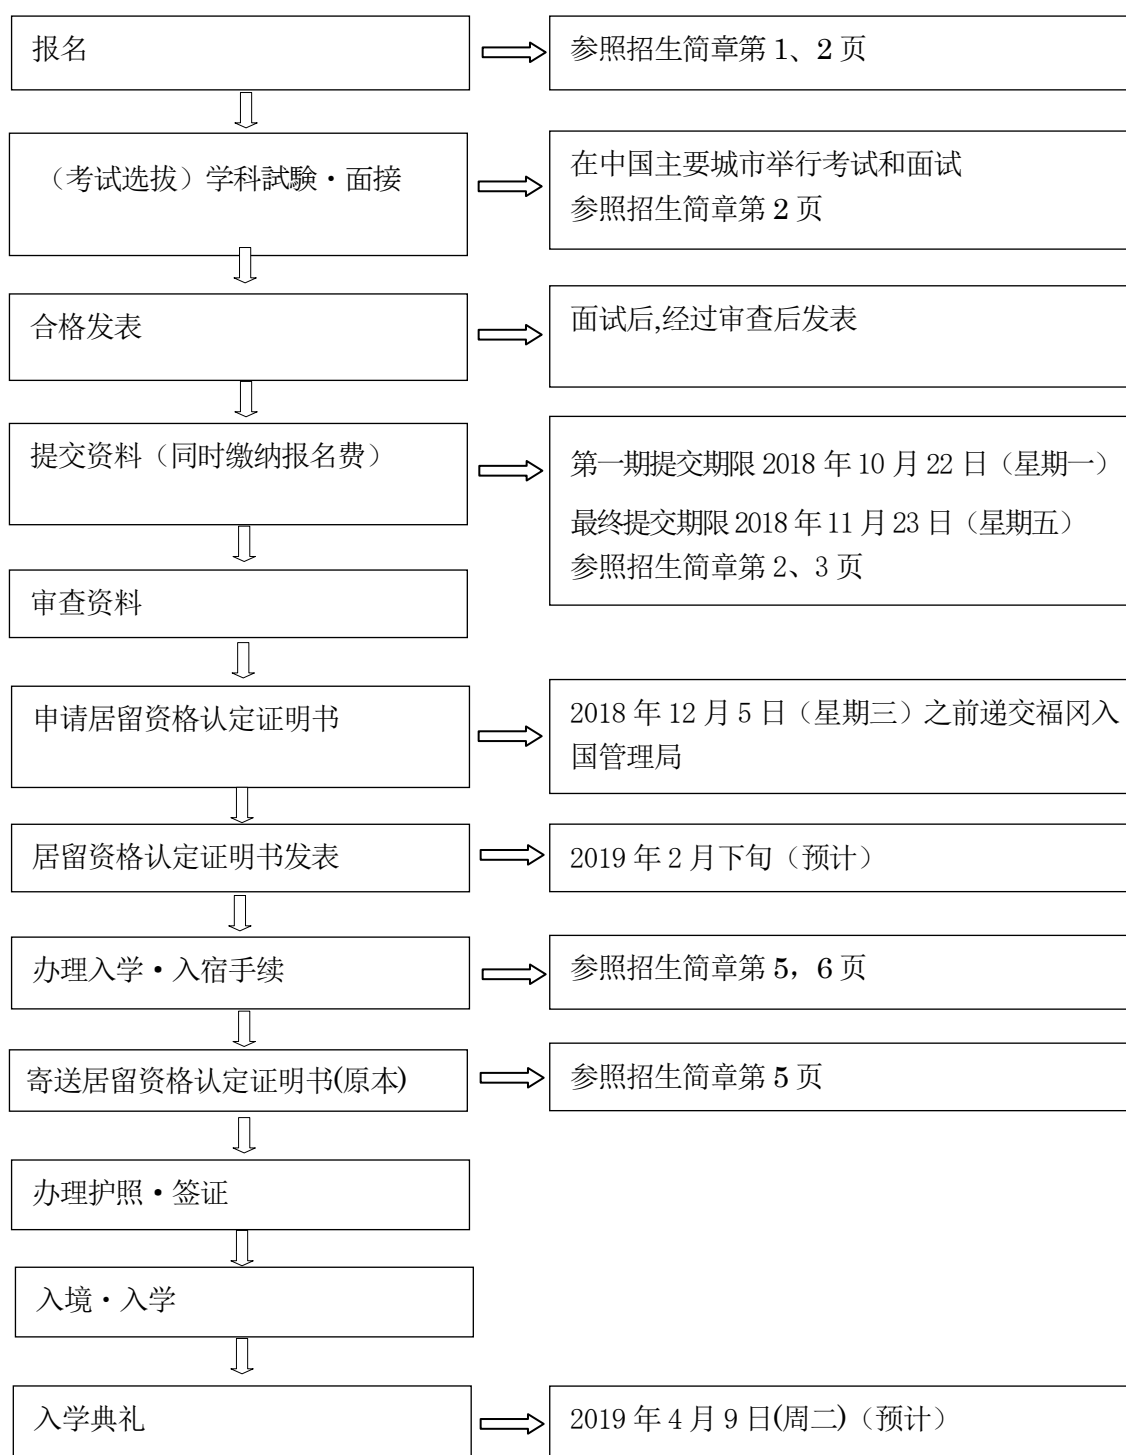 报名
参照招生简章第 1、2 页
（考试选拔）学科試験・面接
在中国主要城市举行考试和面试
参照招生简章第 2 页
合格发表
面试后,经过审查后发表
提交资料（同时缴纳报名费）
第一期提交期限 2018 年 10 月 22 日（星期一）
最终提交期限 2018 年 11 月 23 日（星期五）
参照招生简章第 2、3 页
审查资料
申请居留资格认定证明书
2018 年 12 月 5 日（星期三）之前递交福冈入
国管理局
居留资格认定证明书发表
2019 年 2 月下旬（预计）
办理入学・入宿手续
参照招生简章第 5，6 页
寄送居留资格认定证明书(原本)
参照招生简章第 5 页
办理护照・签证
入境・入学
入学典礼
2019 年 4 月 9 日(周二)（预计）